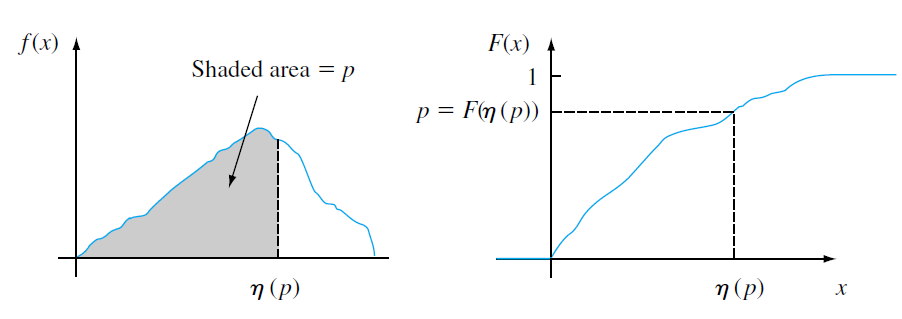 f(x)
Shaded area = p
η (p)
F(x)
1
p = F(η (p))
η (p)
x